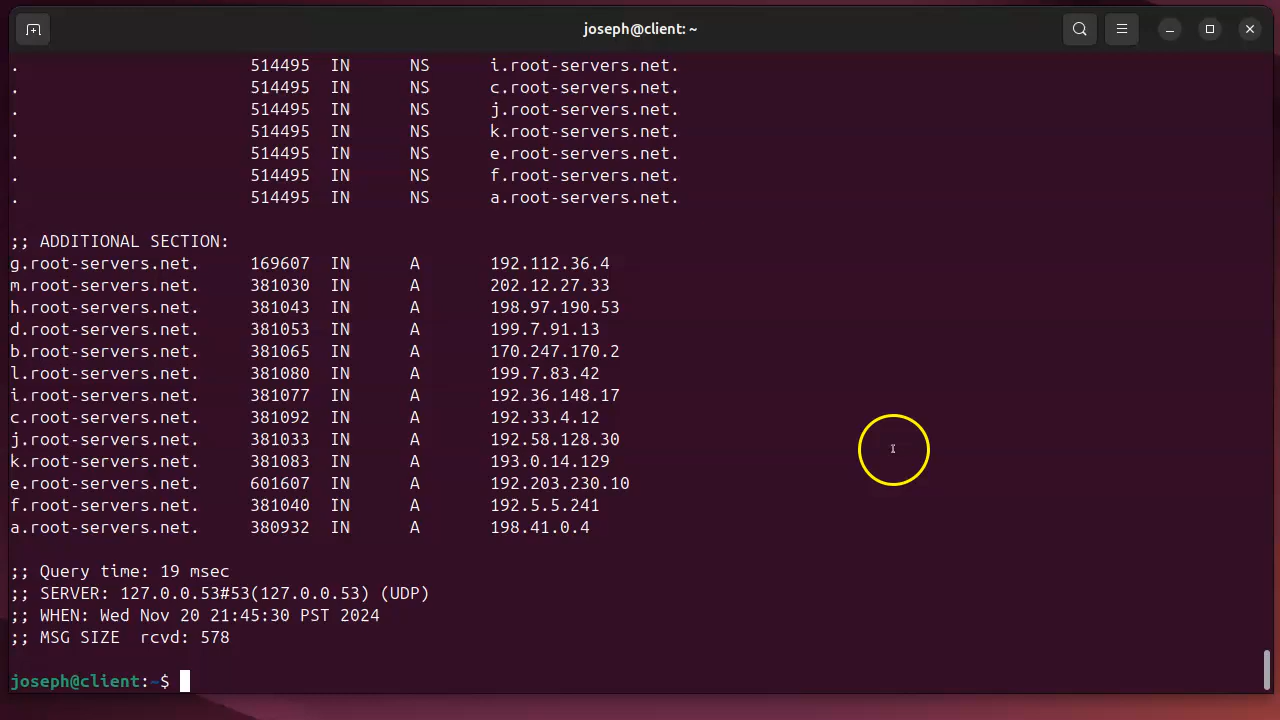 joseph@client: ~
. 514495 IN NS i.root-servers.net.
. 514495 IN NS c.root-servers.net.
. 514495 IN NS j.root-servers.net.
. 514495 IN NS k.root-servers.net.
. 514495 IN NS e.root-servers.net.
. 514495 IN NS f.root-servers.net.
. 514495 IN NS a.root-servers.net.
;; ADDITIONAL SECTION:
g.root-servers.net. 169607 IN A 192.112.36.4
m.root-servers.net. 381030 IN A 202.12.27.33
h.root-servers.net. 381043 IN A 198.97.190.53
d.root-servers.net. 381053 IN A 199.7.91.13
b.root-servers.net. 381065 IN A 170.247.170.2
l.root-servers.net. 381080 IN A 199.7.83.42
i.root-servers.net. 381077 IN A 192.36.148.17
c.root-servers.net. 381092 IN A 192.33.4.12
j.root-servers.net. 381033 IN A 192.58.128.30
k.root-servers.net. 381083 IN A 193.0.14.129
e.root-servers.net. 601607 IN A 192.203.230.10
f.root-servers.net. 381040 IN A 192.5.5.241
a.root-servers.net. 380932 IN A 198.41.0.4
;; Query time: 19 msec
;; SERVER: 127.0.0.53#53(127.0.0.53) (UDP)
;; WHEN: Wed Nov 20 21:45:30 PST 2024
;; MSG SIZE rcvd: 578
joseph@client:~$